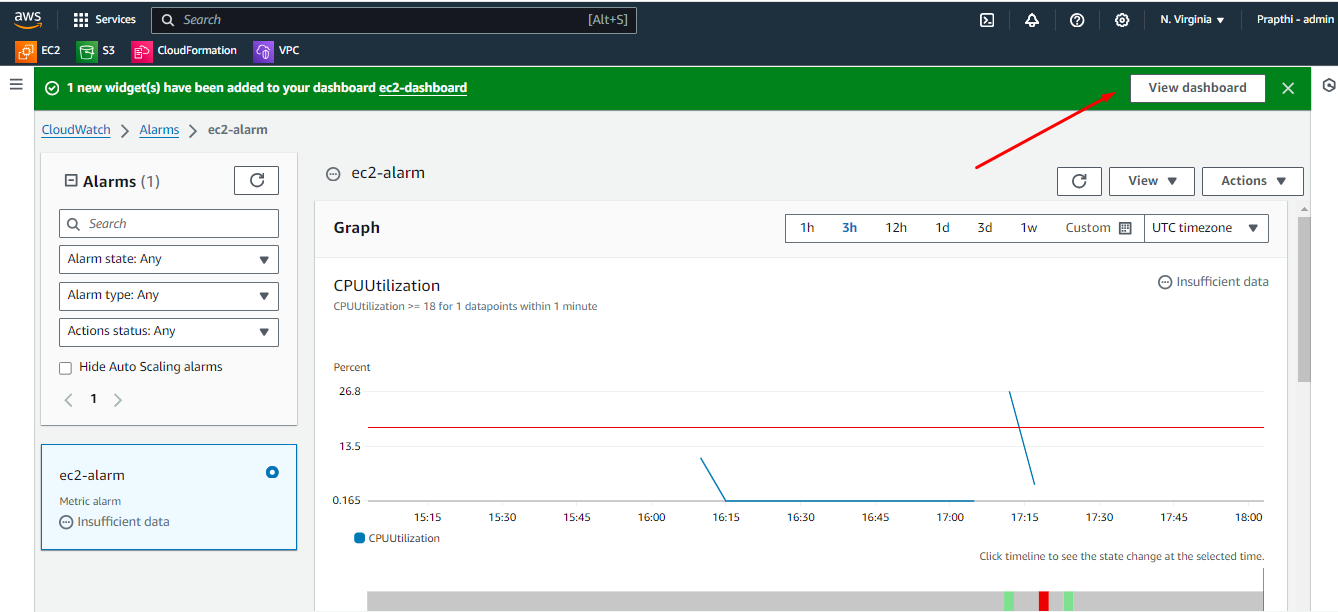 aws
Services
Search
[Alt+S]
N. Virginia
Prapthi - admin
EC2
S3
CloudFormation
VPC
1 new widget(s) have been added to your dashboard ec2-dashboard
View dashboard
CloudWatch
Alarms
ec2-alarm
Alarms (1)
Search
Alarm state: Any
Alarm type: Any
Actions status: Any
Hide Auto Scaling alarms
1
ec2-alarm
Metric alarm
Insufficient data
ec2-alarm
View
Actions
Graph
1h 3h 12h 1d 3d 1w Custom
UTC timezone
CPUUtilization
Insufficient data
CPUUtilization >= 18 for 1 datapoints within 1 minute
Percent
26.8
13.5
0.165
15:15 15:30 15:45 16:00 16:15 16:30 16:45 17:00 17:15 17:30 17:45 18:00
CPUUtilization
Click timeline to see the state change at the selected time.